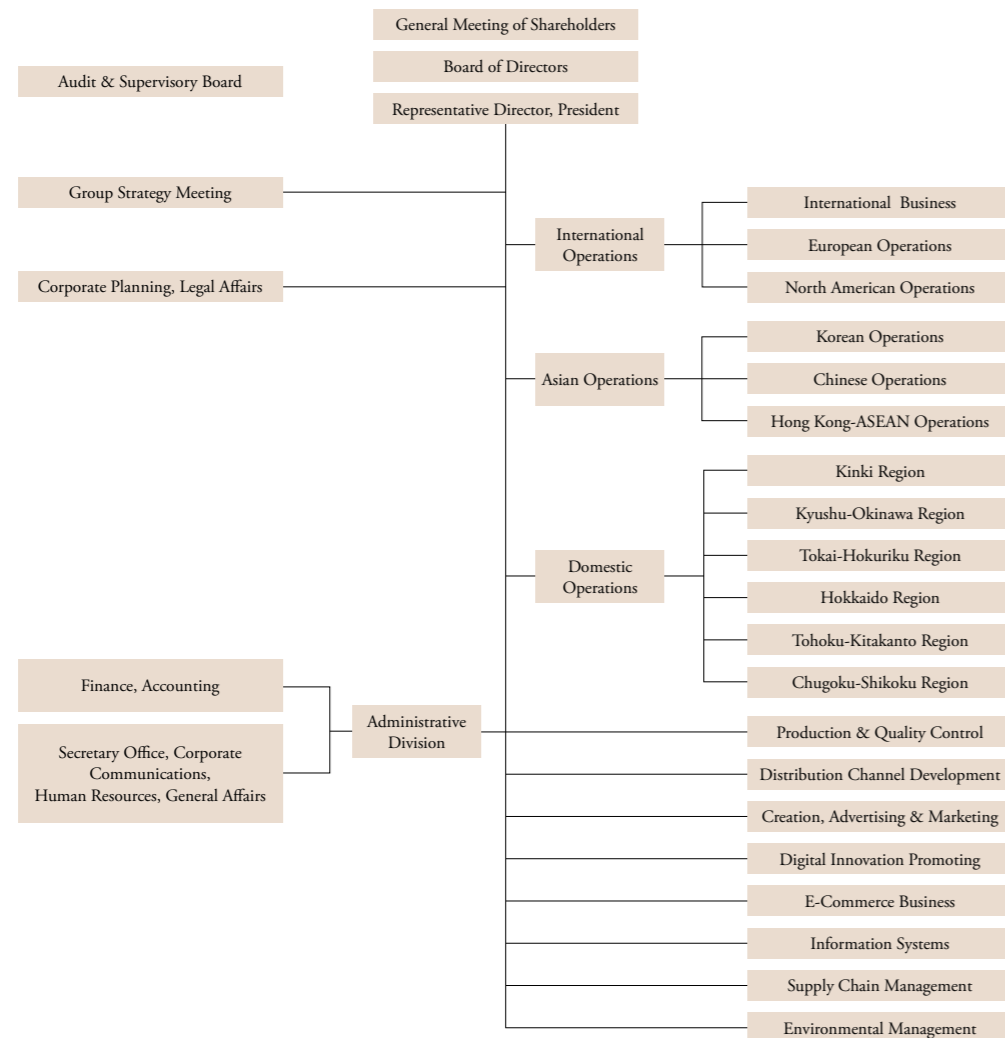 General Meeting of Shareholders
Board of Directors
Audit & Supervisory Board
Representative Director, President
Group Strategy Meeting
International Business
International
Operations
European Operations
Corporate Planning, Legal Affairs
North American Operations
Korean Operations
Asian Operations
Chinese Operations
Hong Kong-ASEAN Operations
Kinki Region
Kyushu-Okinawa Region
Tokai-Hokuriku Region
Domestic
Operations
Hokkaido Region
Tohoku-Kitakanto Region
Chugoku-Shikoku Region
Finance, Accounting
Administrative
Division
Secretary Office, Corporate
Communications,
Human Resources, General Affairs
Production & Quality Control
Distribution Channel Development
Creation, Advertising & Marketing
Digital Innovation Promoting
E-Commerce Business
Information Systems
Supply Chain Management
Environmental Management